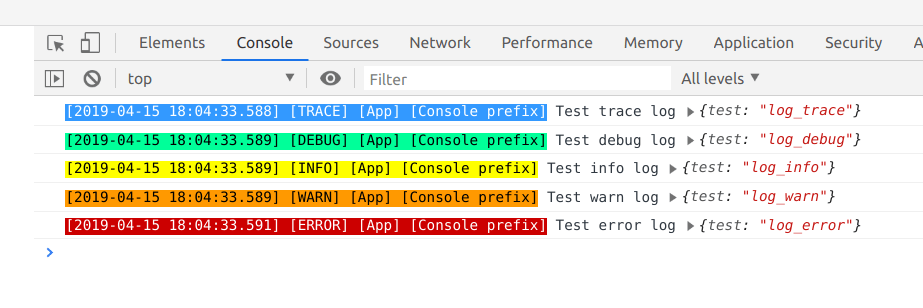 Elements Console Sources Network Performance Memory Application Security
top Filter All levels
[2019-04-15 18:04:33.588] [TRACE] [App] [Console prefix] Test trace log {test: "log_trace"}
[2019-04-15 18:04:33.589] [DEBUG] [App] [Console prefix] Test debug log {test: "log_debug"}
[2019-04-15 18:04:33.589] [INFO] [App] [Console prefix] Test info log {test: "log_info"}
[2019-04-15 18:04:33.589] [WARN] [App] [Console prefix] Test warn log {test: "log_warn"}
[2019-04-15 18:04:33.591] [ERROR] [App] [Console prefix] Test error log {test: "log_error"}